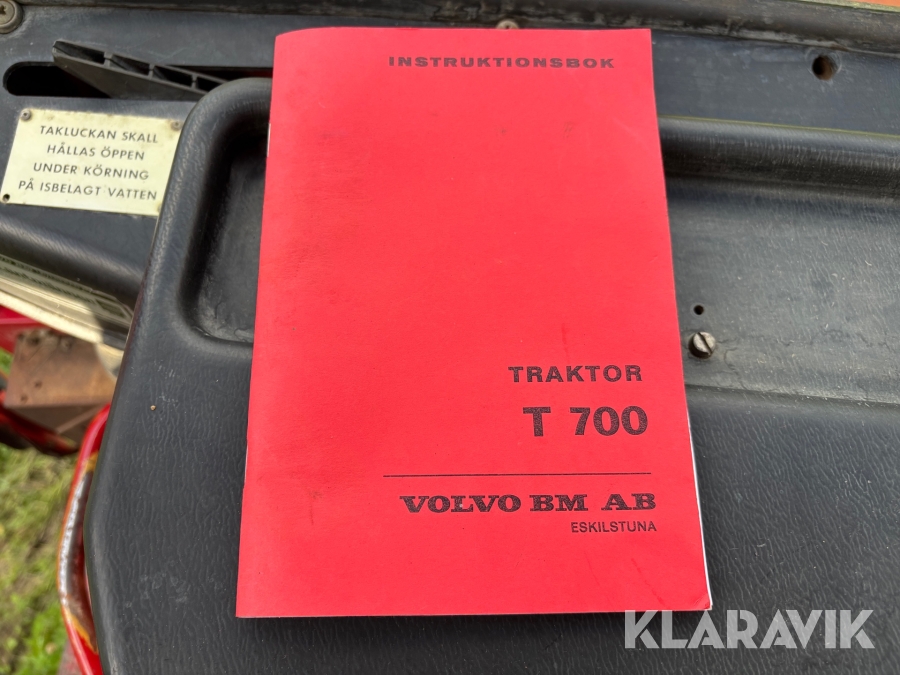 INSTRUKTIONSBOK
TAKLUCKAN SKALL
HÅLLAS ÖPPEN
UNDER KÖRNING
PÅ ISBELAGT VATTEN
TRAKTOR
T 700
VOLVO BM AB
ESKILSTUNA
KLARAVIK